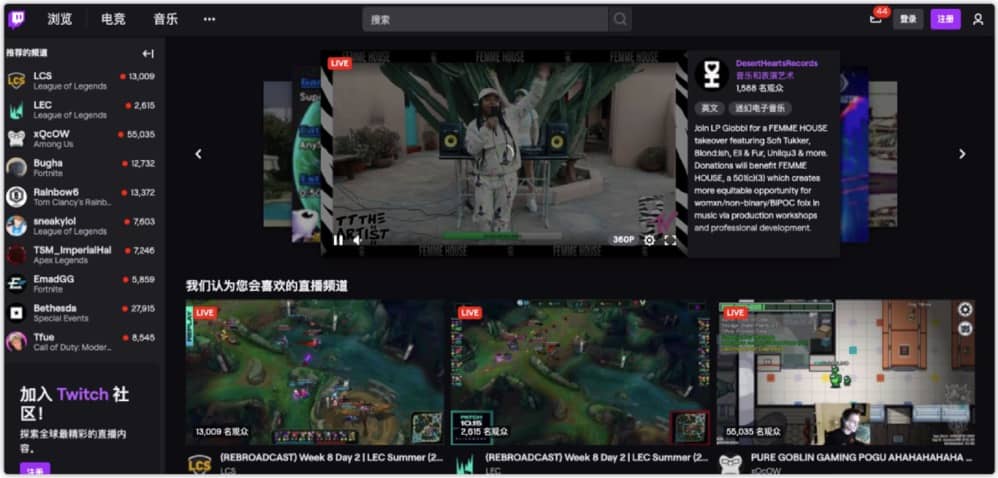 浏览
电竞
音乐
搜索
44
登录
注册
推荐的频道
LCS
13,009
League of Legends
LEC
2,615
League of Legends
xQcOW
55,035
Among Us
Bugha
12,732
Fortnite
Rainbow6
13,372
Tom Clancy's Rainb...
sneakylol
7,603
League of Legends
TSM_ImperialHal
7,246
Apex Legends
EmadGG
5,859
Fortnite
Bethesda
27,915
Special Events
Tfue
8,545
Call of Duty: Moder...
加入 Twitch 社
区！
探索全球最精彩的直播内
容。
注册
FEMME HOUSE
FEMME HOUSE
LIVE
TT THE
ARTIST
360P
FEMME HOUSE
FEMME HOUSE
DesertHeartsRecords
音乐和表演艺术
1,588 名观众
英文
迷幻电子音乐
Join LP Giobbi for a FEMME HOUSE
takeover featuring Sofi Tukker,
Blond:ish, Eli & Fur, Uniiqu3 & more.
Donations will benefit FEMME
HOUSE, a 501(c)(3) which creates
more equitable opportunity for
womxn/non-binary/BIPOC folx in
music via production workshops
and professional development.
我们认为您会喜欢的直播频道
REPLAY
LIVE
13,009 名观众
(REBROADCAST) Week 8 Day 2 | LEC Summer (2...
LCS
LIVE
PATCH
10.15
2,615 名观众
(REBROADCAST) Week 8 Day 2 | LEC Summer (2...
LEC
LIVE
55,035 名观众
PURE GOBLIN GAMING POGU AHAHAHAHAHA ...
xQcOW